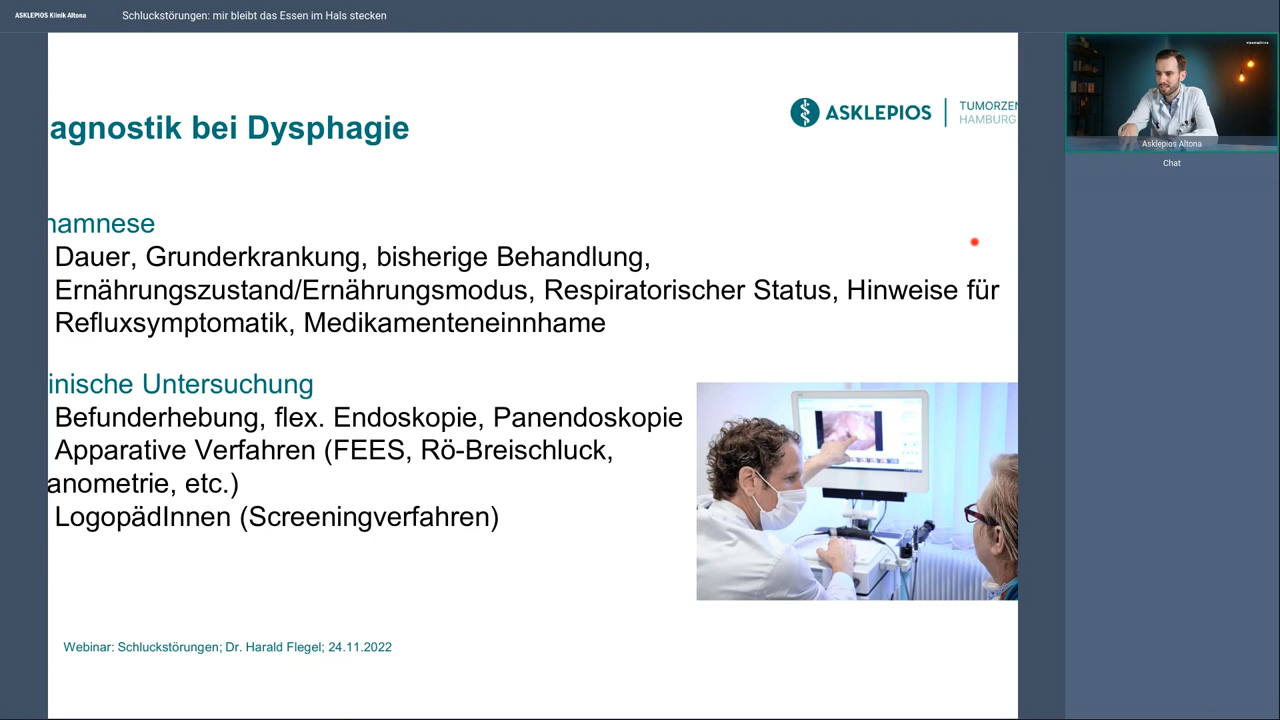 ASKLEPIOS Klinik Altona
Schluckstörungen: mir bleibt das Essen im Hals stecken
agnostik bei Dysphagie
ASKLEPIOS
TUMORZEN
HAMBURG
namnese
Dauer, Grunderkrankung, bisherige Behandlung,
Ernährungszustand/Ernährungsmodus, Respiratorischer Status, Hinweise für
Refluxsymptomatik, Medikamenteneinnhame
inische Untersuchung
Befunderhebung, flex. Endoskopie, Panendoskopie
Apparative Verfahren (FEES, Rö-Breischluck,
anometrie, etc.)
LogopädInnen (Screeningverfahren)
Webinar: Schluckstörungen; Dr. Harald Flegel; 24.11.2022
Asklepios Altona
Chat